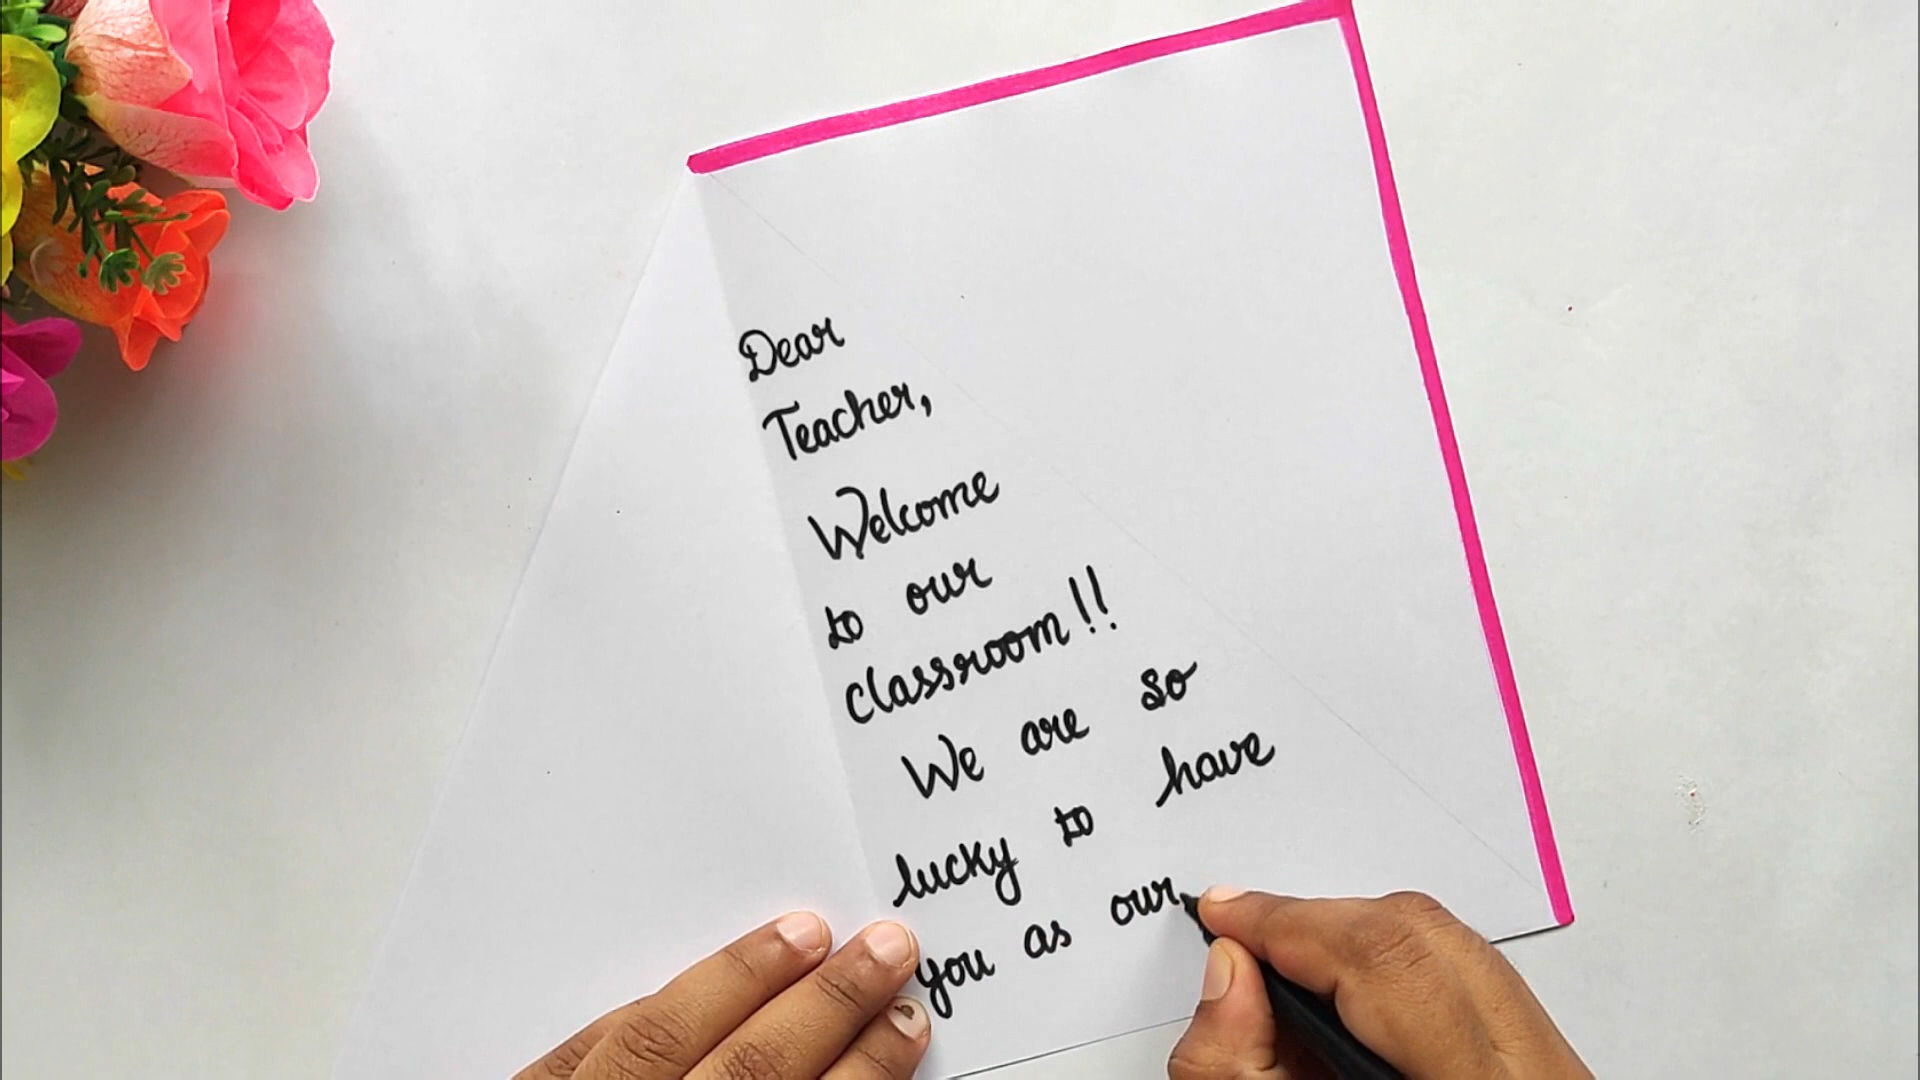 Dear
Teacher,
Welcome
to our
classroom!!
We are so
lucky to have
you as our